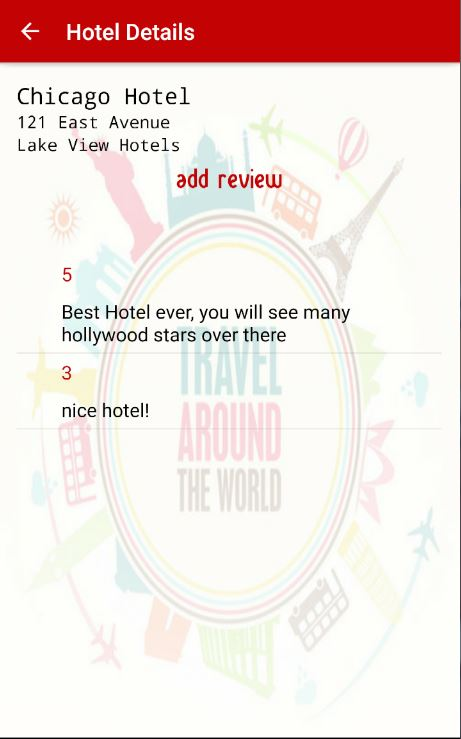 Hotel Details
Chicago Hotel
121 East Avenue
Lake View Hotels
add review
5
Best Hotel ever, you will see many
hollywood stars over there
3
nice hotel!
TRAVEL
AROUND
THE WORLD